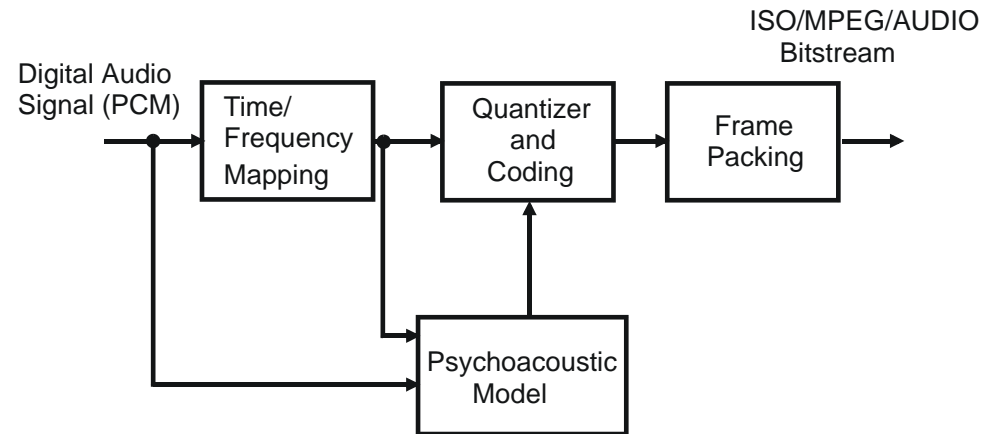 ISO/MPEG/AUDIO
Bitstream
Digital Audio
Signal (PCM)
Time/
Frequency
Mapping
Quantizer
and
Coding
Frame
Packing
Psychoacoustic
Model